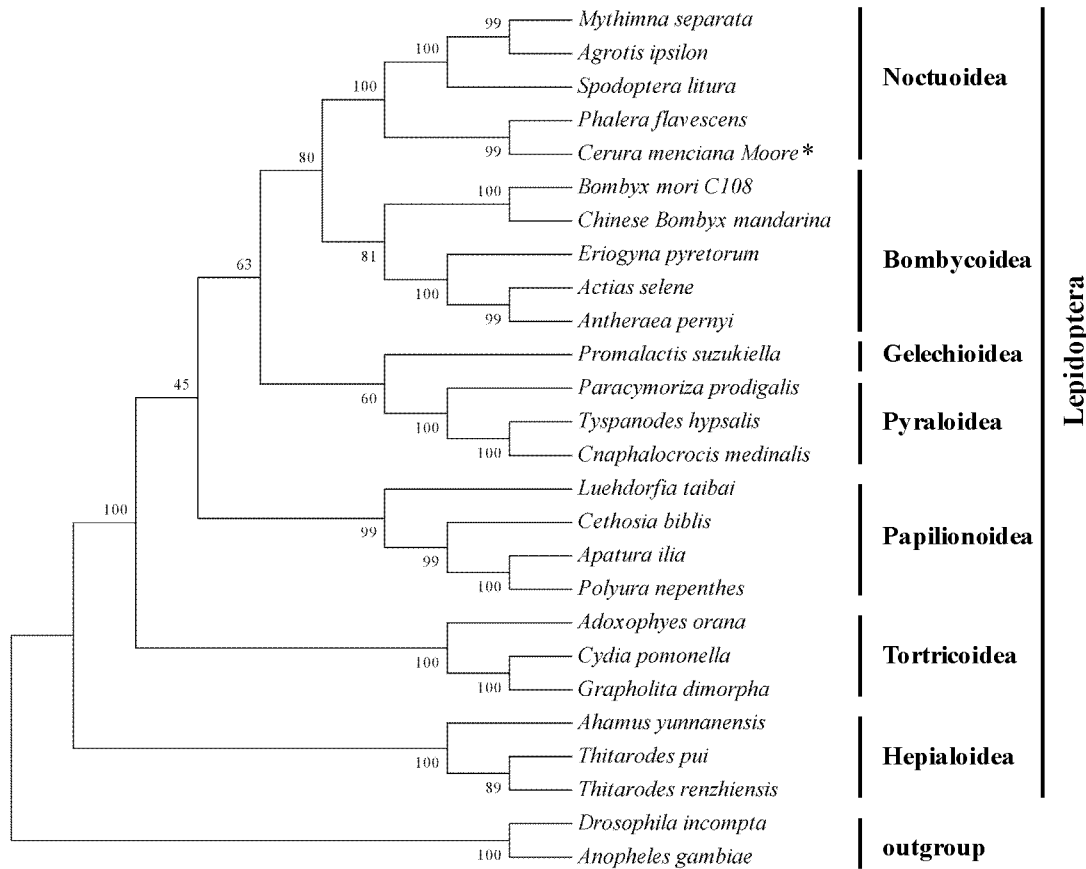 Mythimna separata
99
Agrotis ipsilon
100
Spodoptera litura
Noctuoidea
100
Phalera flavescens
99
Cerura menciana Moore*
80
Bombyx mori C108
100
Chinese Bombyx mandarina
81
Eriogyna pyretorum
Bombycoidea
63
100
Actias selene
99
Antheraea pernyi
Promalactis suzukiella
Gelechioidea
45
60
Paracymoriza prodigalis
100
Tyspanodes hypsalis
Pyraloidea
100
Cnaphalocrocis medinalis
Lepidoptera
Luehdorfia taibai
100
99
Cethosia biblis
Papilionoidea
99
Apatura ilia
100
Polyura nepenthes
Adoxophyes orana
100
Cydia pomonella
Tortricoidea
100
Grapholita dimorpha
Ahamus yunnanensis
100
Thitarodes pui
Hepialoidea
89
Thitarodes renzhiensis
Drosophila incompta
100
Anopheles gambiae
outgroup